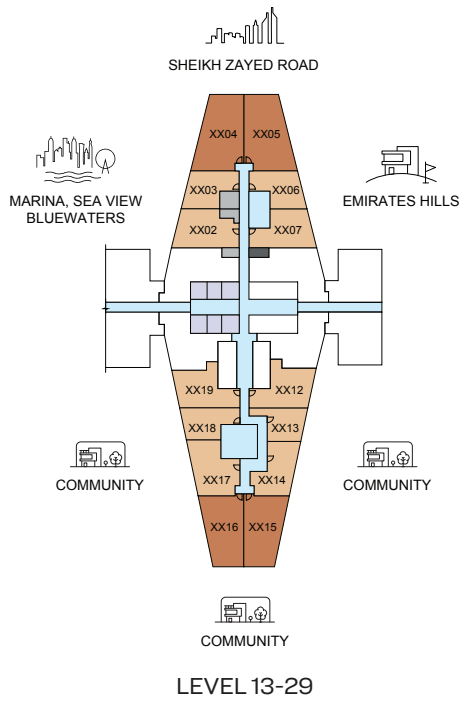 SHEIKH ZAYED ROAD
XX04 XX05
MARINA, SEA VIEW
BLUEWATERS
EMIRATES HILLS
XX03 XX06
XX02 XX07
XX19 XX12
XX18 XX13
XX17 XX14
COMMUNITY
COMMUNITY
XX16 XX15
COMMUNITY
LEVEL 13-29